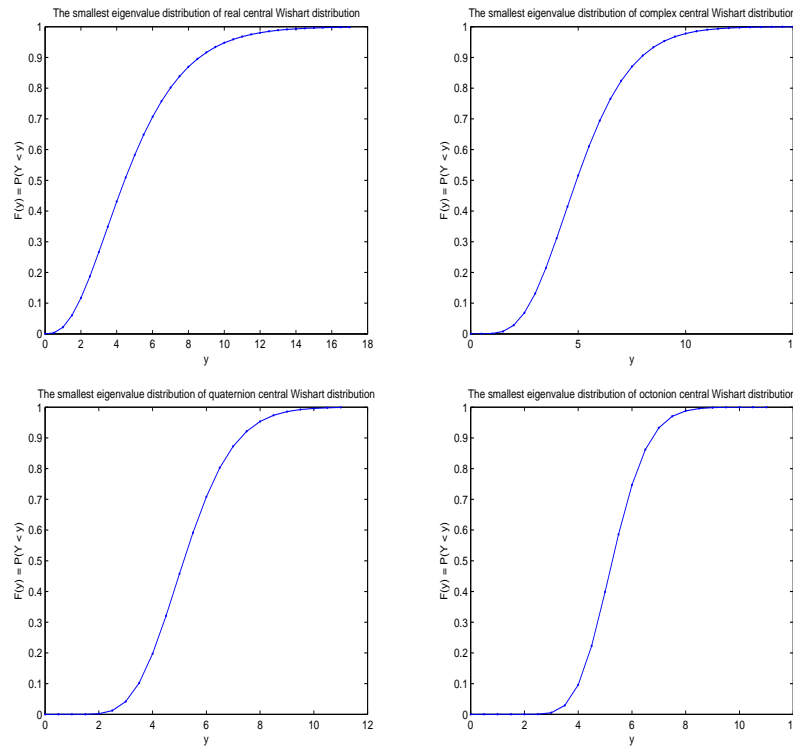 The smallest eigenvalue distribution of real central Wishart distribution
1
0.9
0.8
0.7
0.6
0.5
0.4
0.3
0.2
0.1
0
F(y) = P(Y < y)
0 2 4 6 8 10 12 14 16 18
y
The smallest eigenvalue distribution of complex central Wishart distribution
1
0.9
0.8
0.7
0.6
0.5
0.4
0.3
0.2
0.1
0
F(y) = P(Y < y)
0 5 10 1
y
The smallest eigenvalue distribution of quaternion central Wishart distribution
1
0.9
0.8
0.7
0.6
0.5
0.4
0.3
0.2
0.1
0
F(y) = P(Y < y)
0 2 4 6 8 10 12
y
The smallest eigenvalue distribution of octonion central Wishart distribution
1
0.9
0.8
0.7
0.6
0.5
0.4
0.3
0.2
0.1
0
F(y) = P(Y < y)
0 2 4 6 8 10 1
y